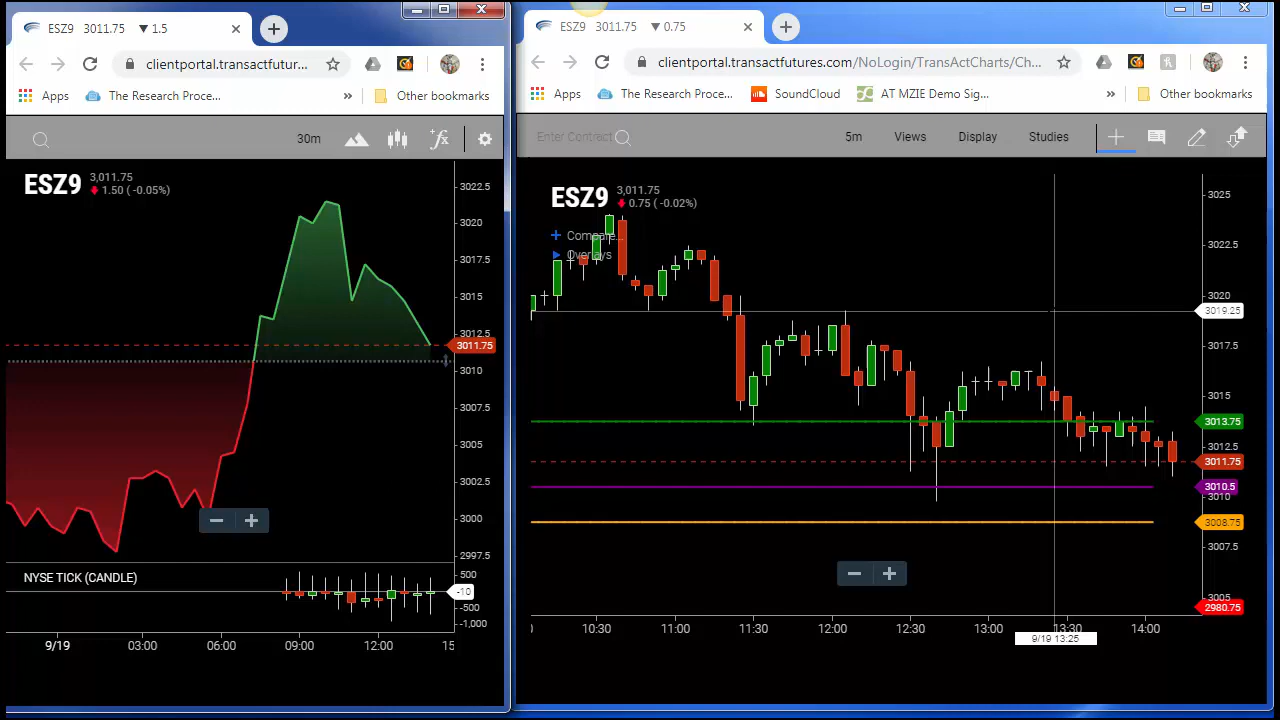 ESZ9 3011.75 ▼ 1.5
clientportal.transactfutur...
Apps The Research Proce... » Other bookmarks
30m
ESZ9 3,011.75
1.50 (-0.05%)
3022.5
3020
3017.5
3015
3012.5
3011.75
3010
3007.5
3005
3002.5
3000
2997.5
NYSE TICK (CANDLE)
500
-10
-500
-1,000
9/19 03:00 06:00 09:00 12:00 15
ESZ9 3011.75 ▼ 0.75
clientportal.transactfutures.com/NoLogin/TransActCharts/Ch...
Apps The Research Proce... SoundCloud AT MZIE Demo Sig... » Other bookmarks
Enter Contract 5m Views Display Studies
ESZ9 3,011.75
0.75 (-0.02%)
+ Compare...
Overlays
3025
3022.5
3020
3019.25
3017.5
3015
3013.75
3012.5
3011.75
3010.5
3010
3008.75
3007.5
3005
2980.75
0 10:30 11:00 11:30 12:00 12:30 13:00 13:30 14:00
9/19 13:25